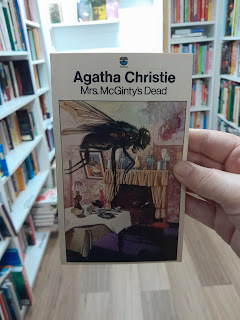 Agatha Christie
Mrs. McGinty's Dead